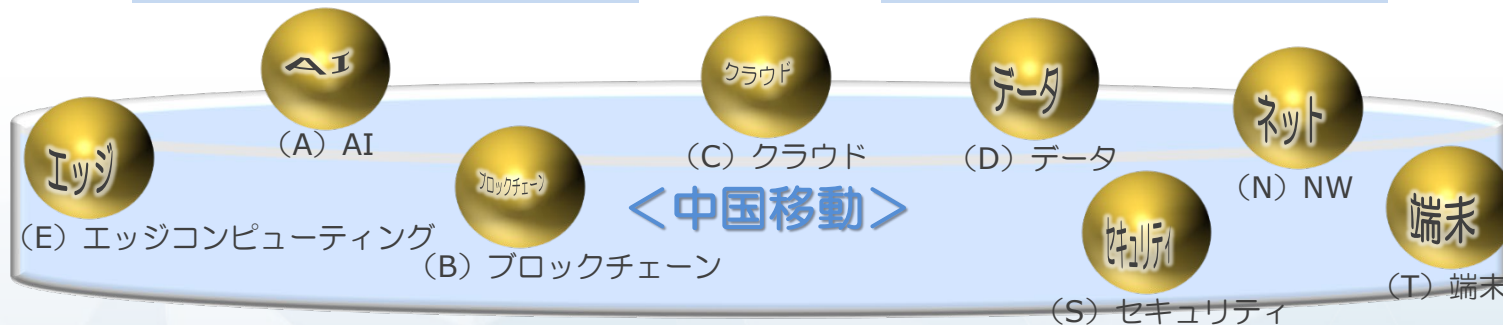 エッジ
(E)エッジコンピューティング
AI
(A)AI
ブロックチェーン
(B)ブロックチェーン
クラウド
(C)クラウド
<中国移動>
データ
(D)データ
セキュリティ
(S)セキュリティ
ネット
(N)NW
端末
(T)端末